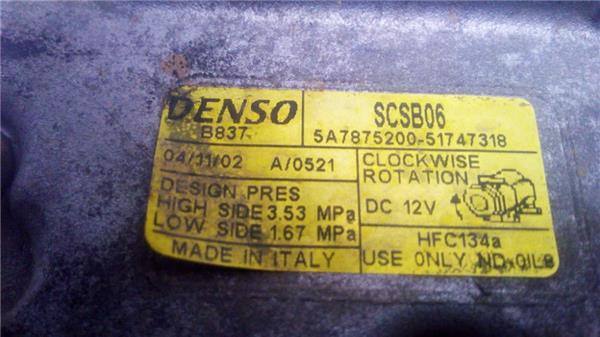 DENSO
B837
SCSB06
5A7875200-51747318
04/11/02 A/0521
DESIGN PRES
HIGH SIDE 3.53 MPa
LOW SIDE 1.67 MPa
MADE IN ITALY
CLOCKWISE
ROTATION
DC 12V
HFC134a
USE ONLY ND-OIL8